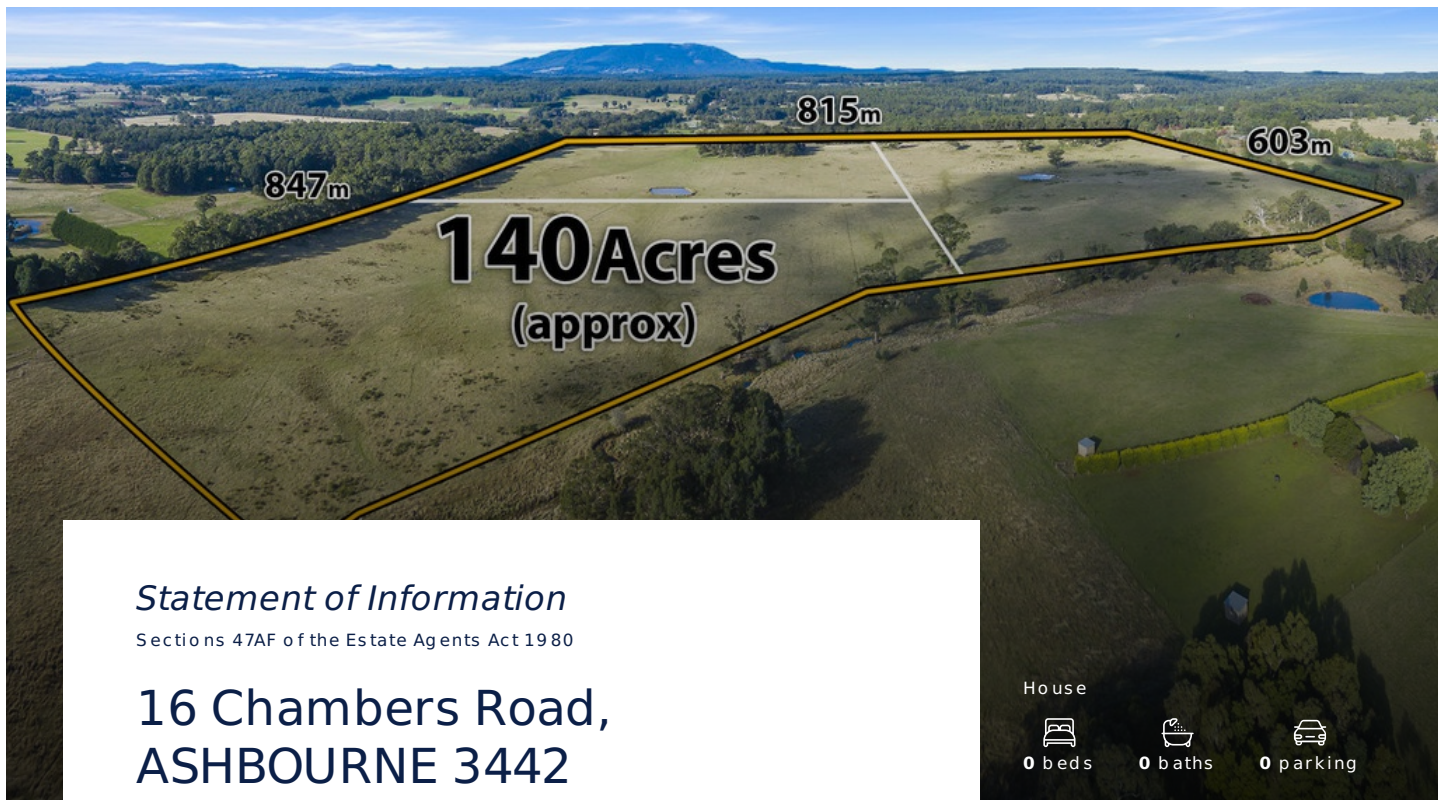 815m
603m
847m
140Acres
(approx)
Statement of Information
Sections 47AF of the Estate Agents Act 1980
16 Chambers Road,
ASHBOURNE 3442
House
0 beds
0 baths
0 parking